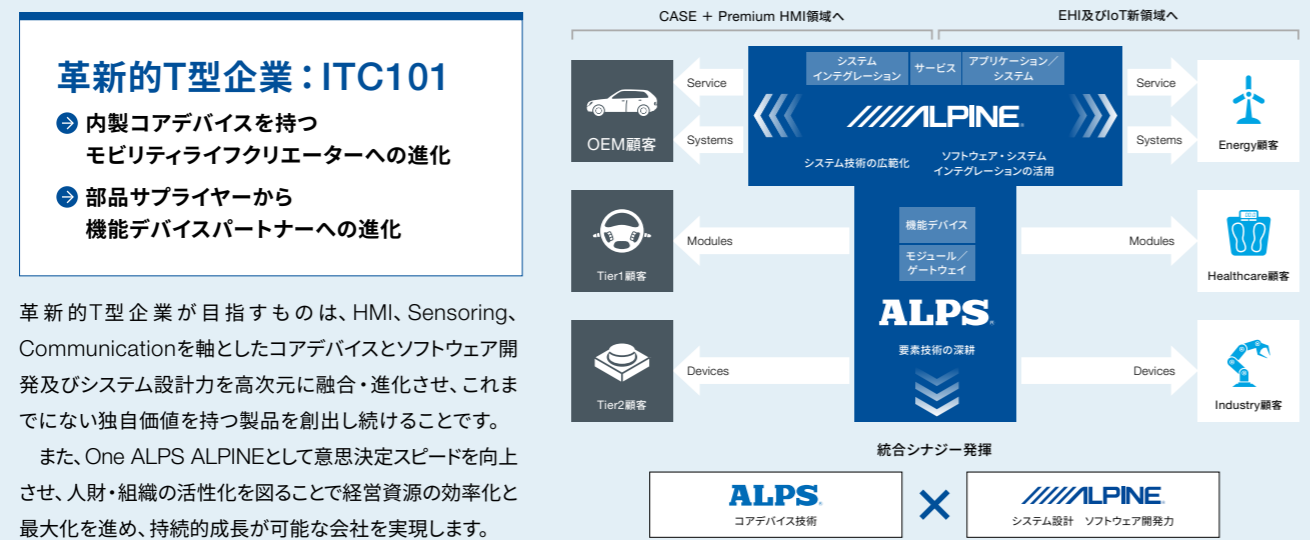 革新的T型企業：ITC101
内製コアデバイスを持つ
モビリティライフクリエーターへの進化
部品サプライヤーから
機能デバイスパートナーへの進化
革新的T型企業が目指すものは、HMI、Sensoring、
Communicationを軸としたコアデバイスとソフトウェア開
発及びシステム設計力を高次元に融合・進化させ、これま
でにない独自価値を持つ製品を創出し続けることです。
また、One ALPS ALPINEとして意思決定スピードを向上
させ、人財・組織の活性化を図ることで経営資源の効率化と
最大化を進め、持続的成長が可能な会社を実現します。
CASE + Premium HMI領域へ
EHI及びIoT新領域へ
OEM顧客
Service
Systems
システム
インテグレーション
サービス
アプリケーション／
システム
ALPINE
システム技術の広範化
ソフトウェア・システム
インテグレーションの活用
Service
Systems
Energy顧客
Tier1顧客
Modules
機能デバイス
モジュール／
ゲートウェイ
Modules
Healthcare顧客
ALPS
要素技術の深耕
Tier2顧客
Devices
Devices
Industry顧客
統合シナジー発揮
ALPS
コアデバイス技術
×
ALPINE
システム設計 ソフトウェア開発力